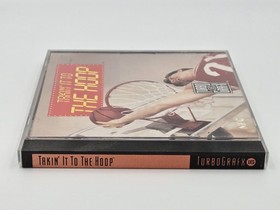 TAKIN' IT TO
THE HOOP
TAKIN' IT TO THE HOOP
TURBOGRAFX